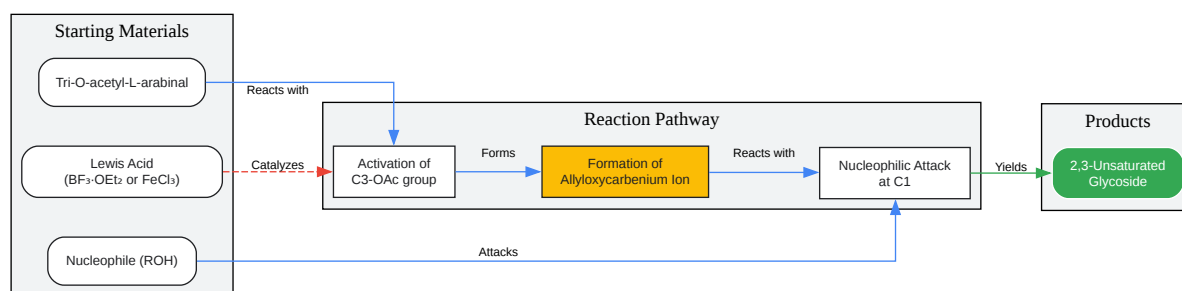 Starting Materials
Tri-O-acetyl-L-arabinal
Reacts with
Reaction Pathway
Products
Lewis Acid
(BF₃·OEt₂ or FeCl₃)
Catalyzes
Activation of
C3-OAc group
Forms
Formation of
Allyloxycarbenium Ion
Reacts with
Nucleophilic Attack
at C1
Yields
2,3-Unsaturated
Glycoside
Nucleophile (ROH)
Attacks